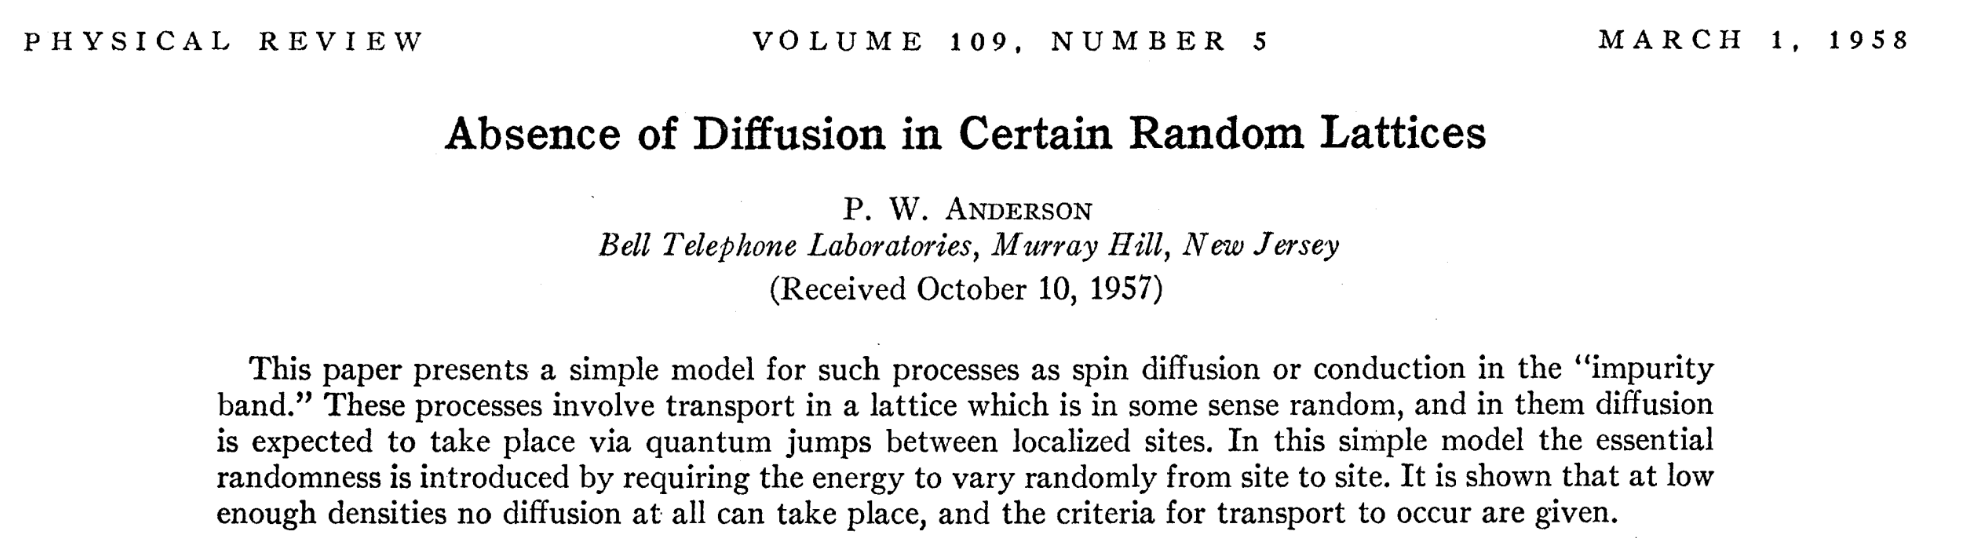 PHYSICAL REVIEW VOLUME 109, NUMBER 5 MARCH 1, 1958
Absence of Diffusion in Certain Random Lattices
P. W. ANDERSON
Bell Telephone Laboratories, Murray Hill, New Jersey
(Received October 10, 1957)
This paper presents a simple model for such processes as spin diffusion or conduction in the “impurity
band.” These processes involve transport in a lattice which is in some sense random, and in them diffusion
is expected to take place via quantum jumps between localized sites. In this simple model the essential
randomness is introduced by requiring the energy to vary randomly from site to site. It is shown that at low
enough densities no diffusion at all can take place, and the criteria for transport to occur are given.